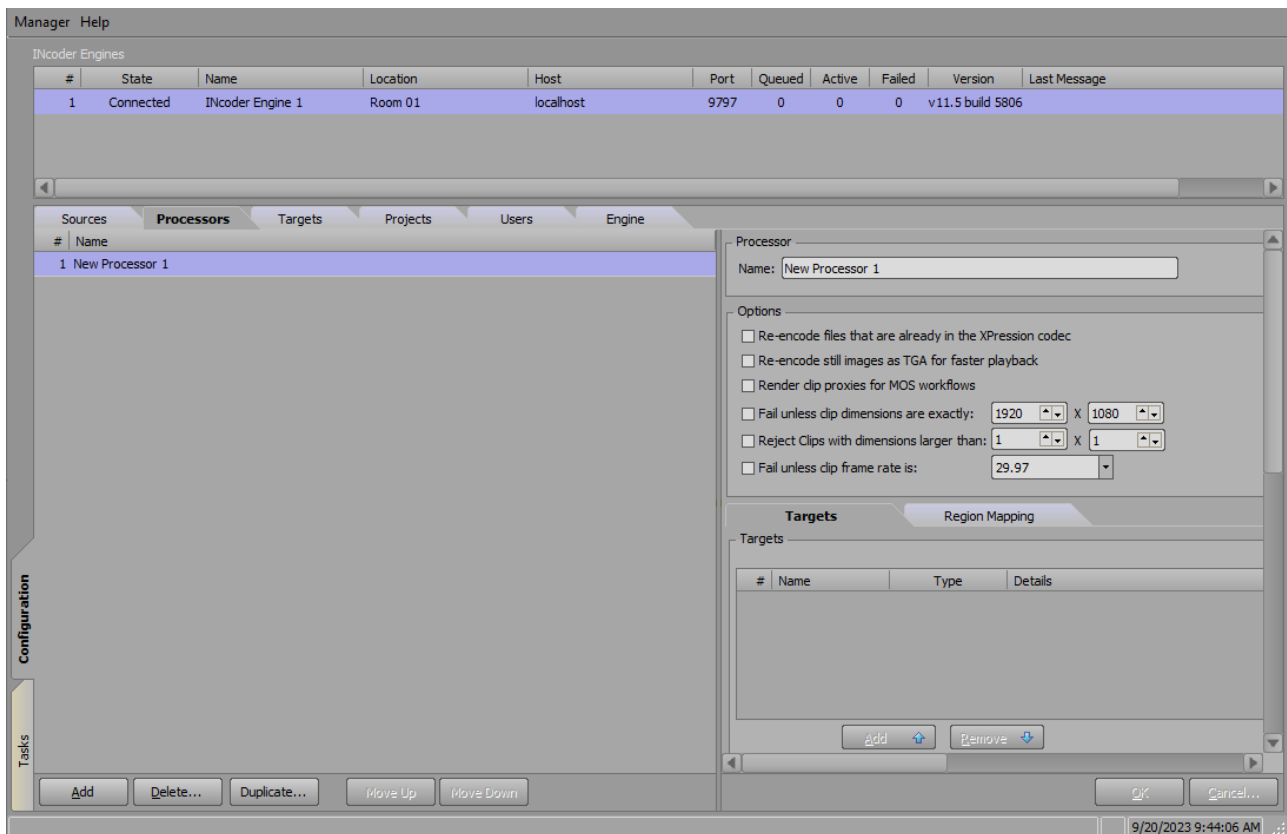 Manager Help
INcoder Engines
# State Name Location Host Port Queued Active Failed Version Last Message
1 Connected INcoder Engine 1 Room 01 localhost 9797 0 0 0 v11.5 build 5806
Sources Processors Targets Projects Users Engine
# Name
1 New Processor 1
Processor
Name: New Processor 1
Options
Re-encode files that are already in the XPression codec
Re-encode still images as TGA for faster playback
Render clip proxies for MOS workflows
Fail unless clip dimensions are exactly: 1920 X 1080
Reject Clips with dimensions larger than: 1 X 1
Fail unless clip frame rate is: 29.97
Targets Region Mapping
Targets
# Name Type Details
Add Remove
Configuration
Tasks
Add Delete... Duplicate... Move Up Move Down OK Cancel...
9/20/2023 9:44:06 AM